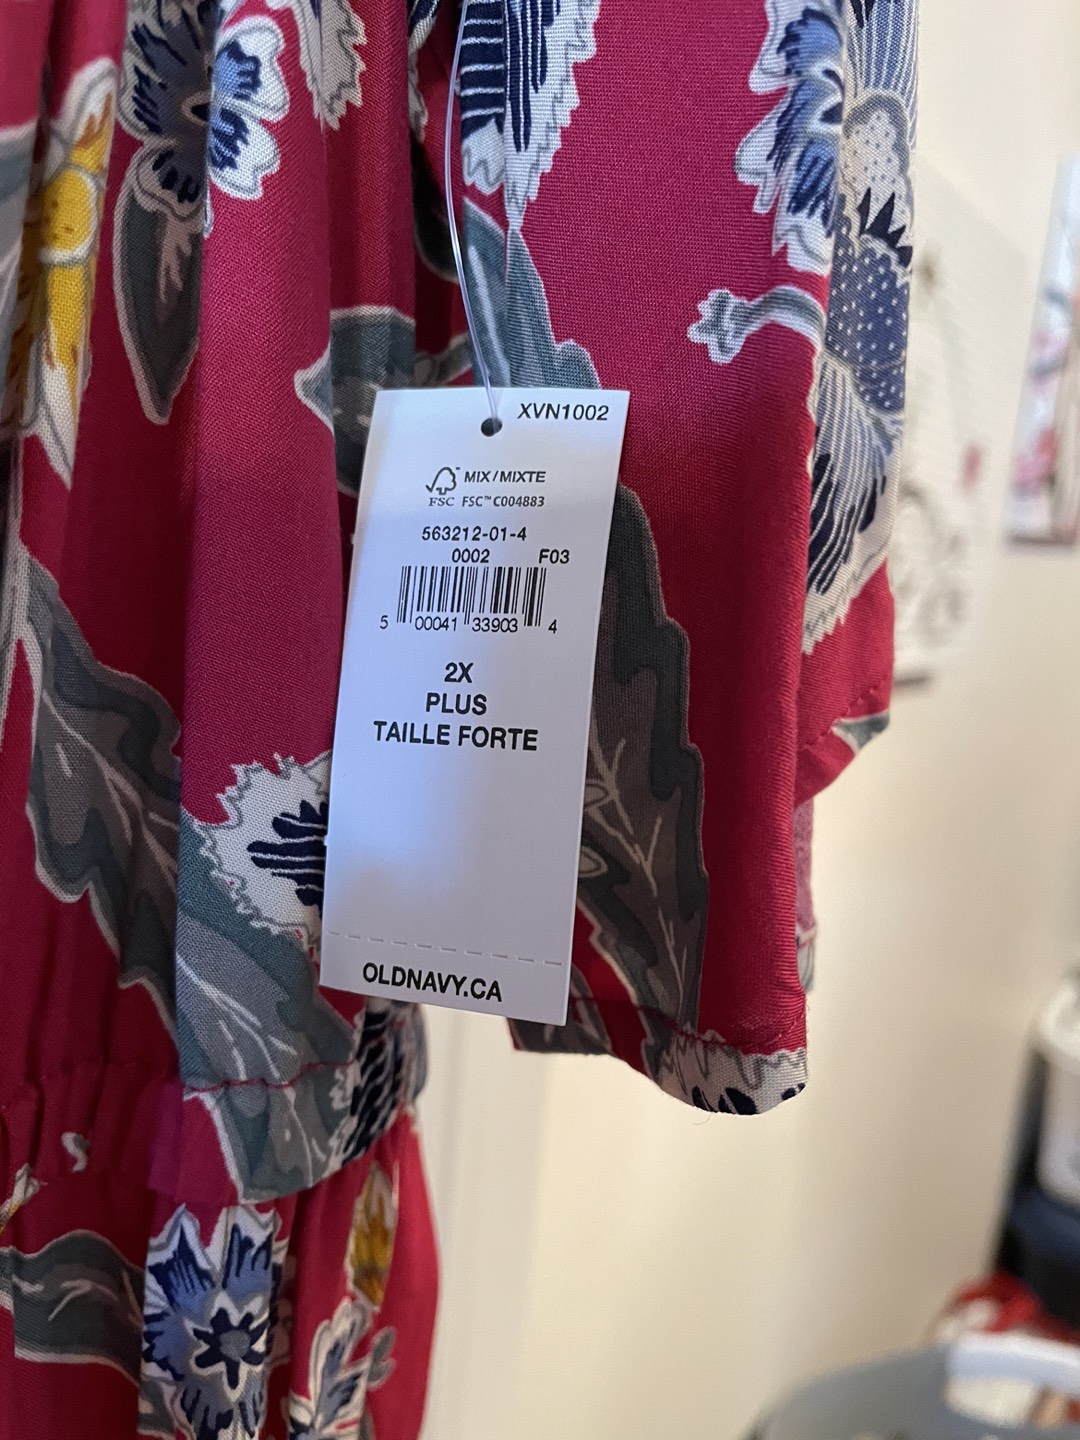 XVN1002
MIX/MIXTE
FSC FSC™ C004883
563212-01-4
0002 F03
5 00041 33903 4
2X
PLUS
TAILLE FORTE
OLDNAVY.CA